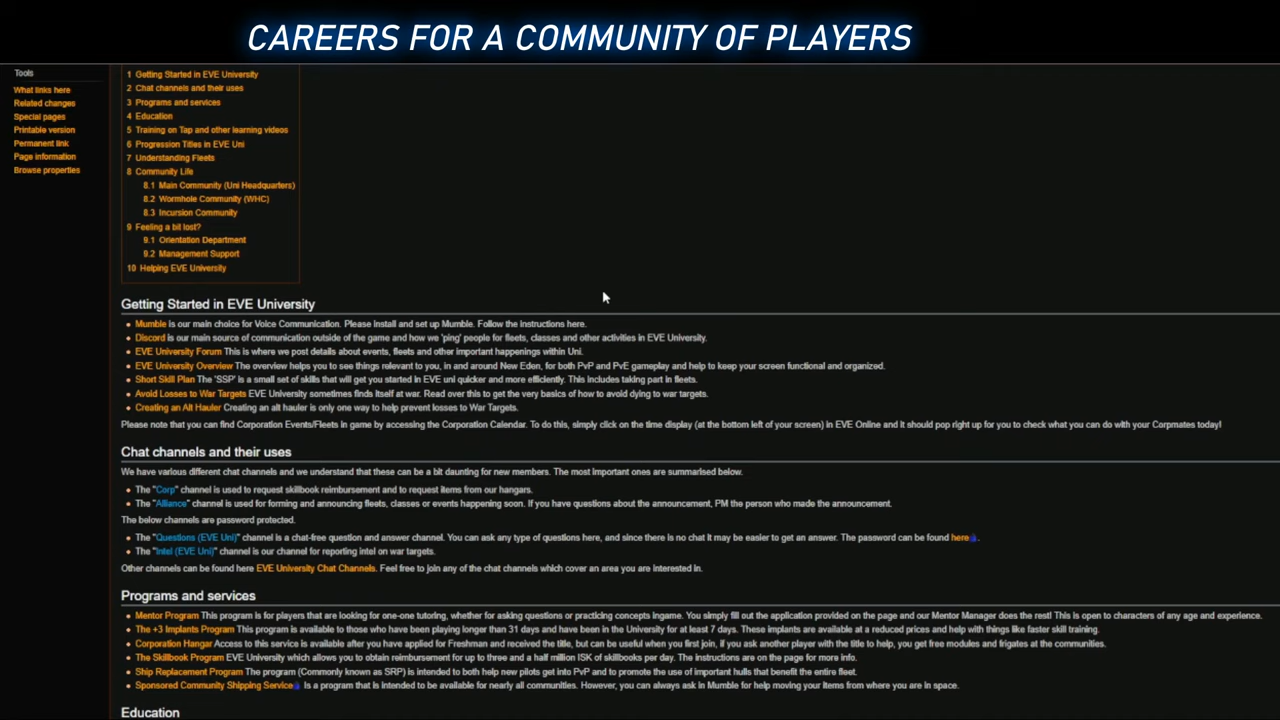 CAREERS FOR A COMMUNITY OF PLAYERS
Tools
What links here
Related changes
Special pages
Printable version
Permanent link
Page information
Browse properties
1 Getting Started in EVE University
2 Chat channels and their uses
3 Programs and services
4 Education
5 Training on Tap and other learning videos
6 Progression Titles in EVE Uni
7 Understanding Fleets
8 Community Life
8.1 Main Community (Uni Headquarters)
8.2 Wormhole Community (WHC)
8.3 Incursion Community
9 Feeling a bit lost?
9.1 Orientation Department
9.2 Management Support
10 Helping EVE University
Getting Started in EVE University
Mumble is our main choice for Voice Communication. Please install and set up Mumble. Follow the instructions here.
Discord is our main source of communication outside of the game and how we 'ping' people for fleets, classes and other activities in EVE University.
EVE University Forum This is where we post details about events, fleets and other important happenings within Uni.
EVE University Overview The overview helps you to see things relevant to you, in and around New Eden, for both PvP and PvE gameplay and help to keep your screen functional and organized.
Short Skill Plan The 'SSP' is a small set of skills that will get you started in EVE uni quicker and more efficiently. This includes taking part in fleets.
Avoid Losses to War Targets EVE University sometimes finds itself at war. Read over this to get the very basics of how to avoid dying to war targets.
Creating an Alt Hauler Creating an alt hauler is only one way to help prevent losses to War Targets.
Please note that you can find Corporation Events/Fleets in game by accessing the Corporation Calendar. To do this, simply click on the time display (at the bottom left of your screen) in EVE Online and it should pop right up for you to check what you can do with your Corpmates today!
Chat channels and their uses
We have various different chat channels and we understand that these can be a bit daunting for new members. The most important ones are summarised below.
The "Corp" channel is used to request skillbook reimbursement and to request items from our hangars.
The "Alliance" channel is used for forming and announcing fleets, classes or events happening soon. If you have questions about the announcement, PM the person who made the announcement.
The below channels are password protected.
The "Questions (EVE Uni)" channel is a chat-free question and answer channel. You can ask any type of questions here, and since there is no chat it may be easier to get an answer. The password can be found here.
The "Intel (EVE Uni)" channel is our channel for reporting intel on war targets.
Other channels can be found here EVE University Chat Channels. Feel free to join any of the chat channels which cover an area you are interested in.
Programs and services
Mentor Program This program is for players that are looking for one-one tutoring, whether for asking questions or practicing concepts ingame. You simply fill out the application provided on the page and our Mentor Manager does the rest! This is open to characters of any age and experience.
The +3 Implants Program This program is available to those who have been playing longer than 31 days and have been in the University for at least 7 days. These implants are available at a reduced prices and help with things like faster skill training.
Corporation Hangar Access to this service is available after you have applied for Freshman and received the title, but can be useful when you first join, if you ask another player with the title to help, you get free modules and frigates at the communities.
The Skillbook Program EVE University which allows you to obtain reimbursement for up to three and a half million ISK of skillbooks per day. The instructions are on the page for more info.
Ship Replacement Program The program (Commonly known as SRP) is intended to both help new pilots get into PvP and to promote the use of important hulls that benefit the entire fleet.
Sponsored Community Shipping Service Is a program that is intended to be available for nearly all communities. However, you can always ask in Mumble for help moving your items from where you are in space.
Education